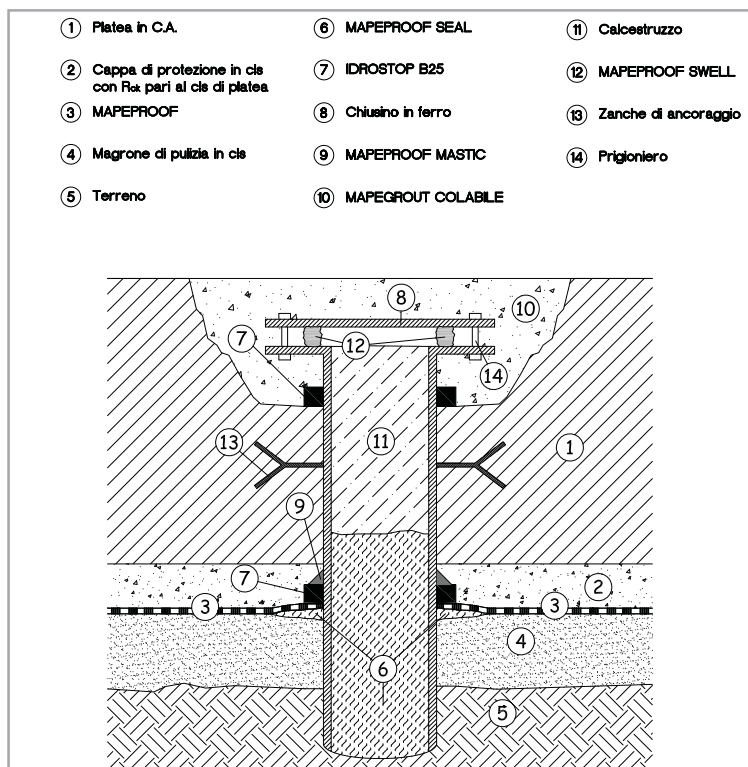 1 Platea in C.A.
2 Cappa di protezione in cls
con Rck pari al cls di platea
3 MAPEPROOF
4 Magrone di pulizia in cls
5 Terreno
6 MAPEPROOF SEAL
7 IDROSTOP B25
8 Chiusino in ferro
9 MAPEPROOF MASTIC
10 MAPEGROUT COLABILE
11 Calcestruzzo
12 MAPEPROOF SWELL
13 Zanche di ancoraggio
14 Prigioniero
8
10
7
12
14
11
13
1
9
7
2
3
3
4
6
5